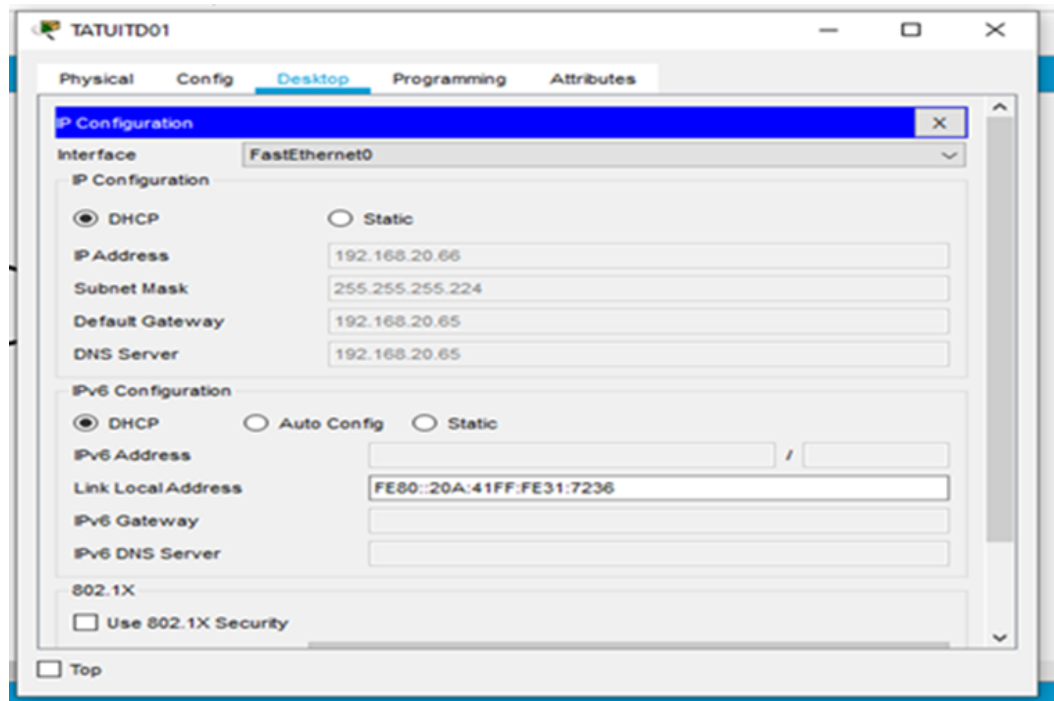 TATUITD01
Physical Config Desktop Programming Attributes
IP Configuration X
Interface FastEthernet0
IP Configuration
DHCP Static
IP Address 192.168.20.66
Subnet Mask 255.255.255.224
Default Gateway 192.168.20.65
DNS Server 192.168.20.65
IPv6 Configuration
DHCP Auto Config Static
IPv6 Address /
Link Local Address FE80::20A:41FF:FE31:7236
IPv6 Gateway
IPv6 DNS Server
802.1X
Use 802.1X Security
Top